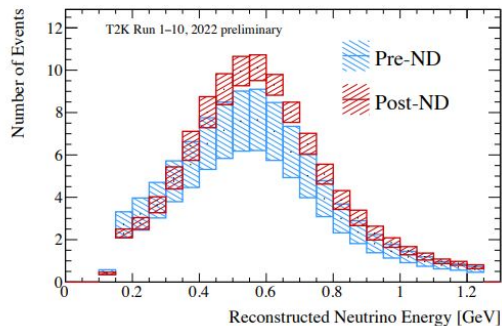 T2K Run 1–10, 2022 preliminary
Number of Events
12
10
8
6
4
2
0
Pre-ND
Post-ND
0 0.2 0.4 0.6 0.8 1 1.2
Reconstructed Neutrino Energy [GeV]